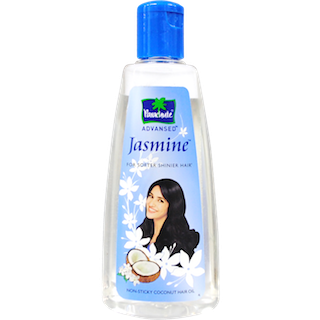 Parachute
ADVANSED
Jasmine
FOR SOFTER SHINIER HAIR
NON-STICKY COCONUT HAIR OIL